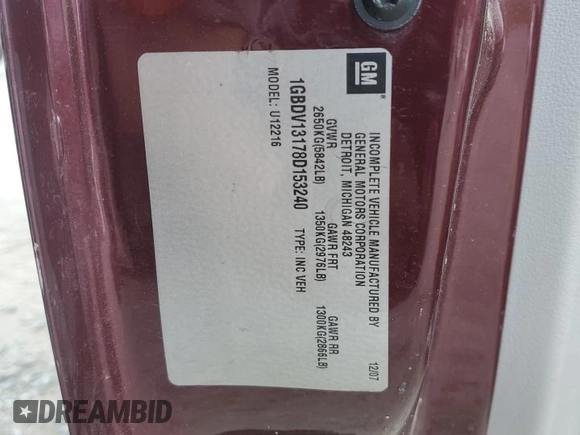 GM
INCOMPLETE VEHICLE MANUFACTURED BY
GENERAL MOTORS CORPORATION
DETROIT, MICHIGAN 48243
12/07
GVWR GAWR FRT GAWR RR
2650KG(5842LB) 1350KG(2976LB) 1300KG(2866LB)
1GBDV13178D153240 TYPE: INC VEH
MODEL: U12216
DREAMBID